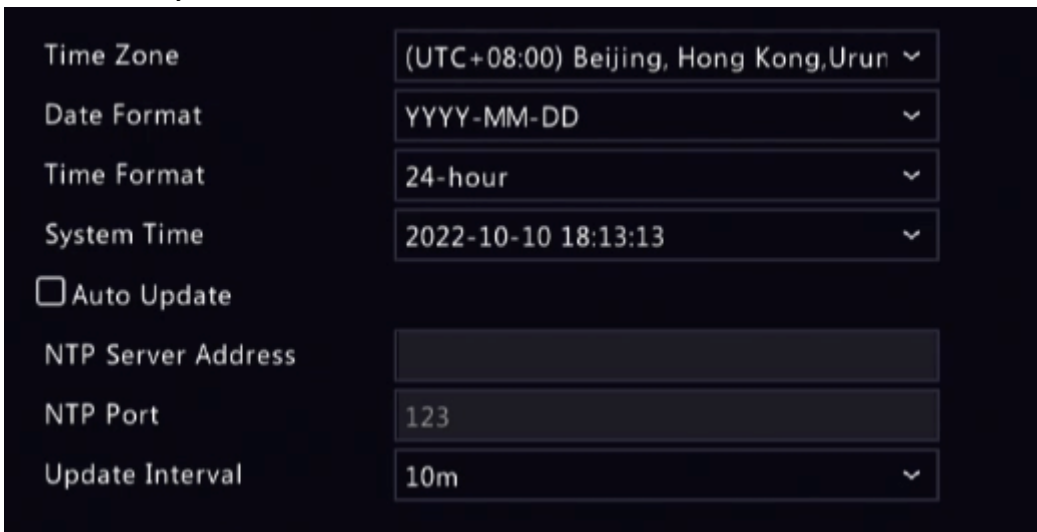 Time Zone (UTC+08:00) Beijing, Hong Kong,Urun
Date Format YYYY-MM-DD
Time Format 24-hour
System Time 2022-10-10 18:13:13
Auto Update
NTP Server Address
NTP Port 123
Update Interval 10m